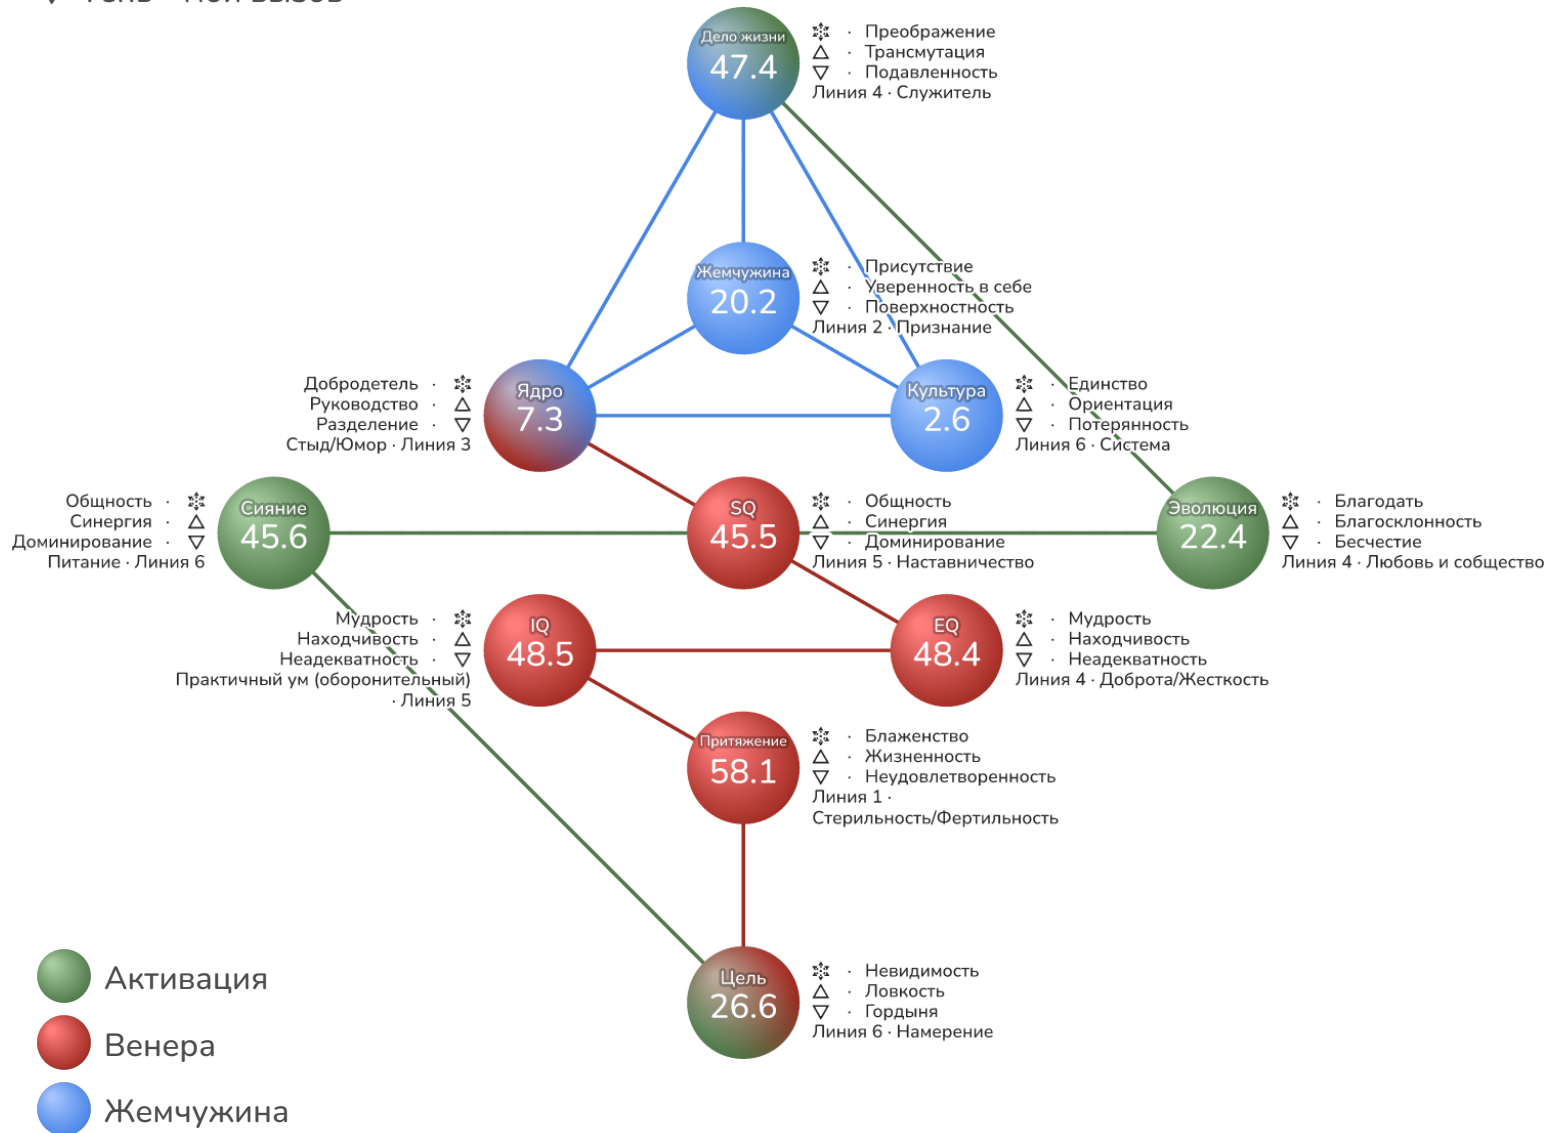 Тень · Мой вызов
Дело жизни
47.4
· Преображение
· Трансмутация
· Подавленность
Линия 4 · Служитель
Жемчужина
20.2
· Присутствие
· Уверенность в себе
· Поверхностность
Линия 2 · Признание
Добродетель ·
Руководство ·
Разделение ·
Стыд/Юмор · Линия 3
Ядро
7.3
Культура
2.6
· Единство
· Ориентация
· Потерянность
Линия 6 · Система
Общность ·
Синергия ·
Доминирование ·
Питание · Линия 6
Сияние
45.6
SQ
45.5
· Общность
· Синергия
· Доминирование
Линия 5 · Наставничество
Эволюция
22.4
· Благодать
· Благосклонность
· Бесчестие
Линия 4 · Любовь и собщество
Мудрость ·
Находчивость ·
Неадекватность ·
Практичный ум (оборонительный)
· Линия 5
IQ
48.5
EQ
48.4
· Мудрость
· Находчивость
· Неадекватность
Линия 4 · Доброта/Жесткость
Притяжение
58.1
· Блаженство
· Жизненность
· Неудовлетворенность
Линия 1 ·
Стерильность/Фертильность
Цель
26.6
· Невидимость
· Ловкость
· Гордыня
Линия 6 · Намерение
Активация
Венера
Жемчужина